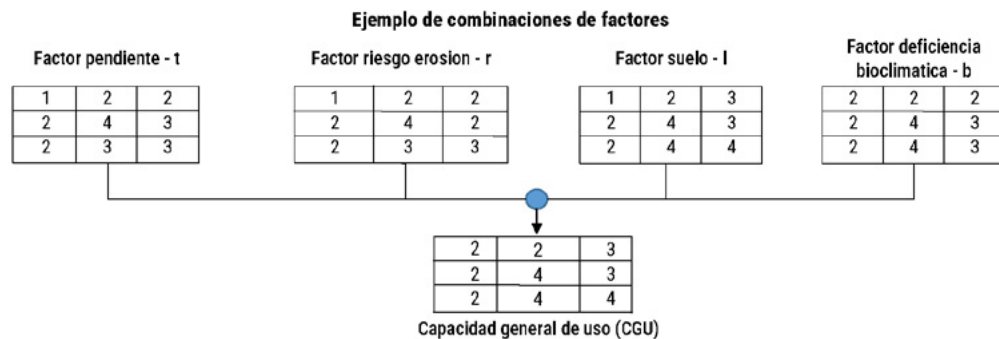 Ejemplo de combinaciones de factores
Factor pendiente - t
Factor riesgo erosion - r
Factor suelo - l
Factor deficiencia
bioclimatica - b
1 2 2
2 4 3
2 3 3
1 2 2
2 4 2
2 3 3
1 2 3
2 4 3
2 4 4
2 2 2
2 4 3
2 4 3
2 2 3
2 4 3
2 4 4
Capacidad general de uso (CGU)